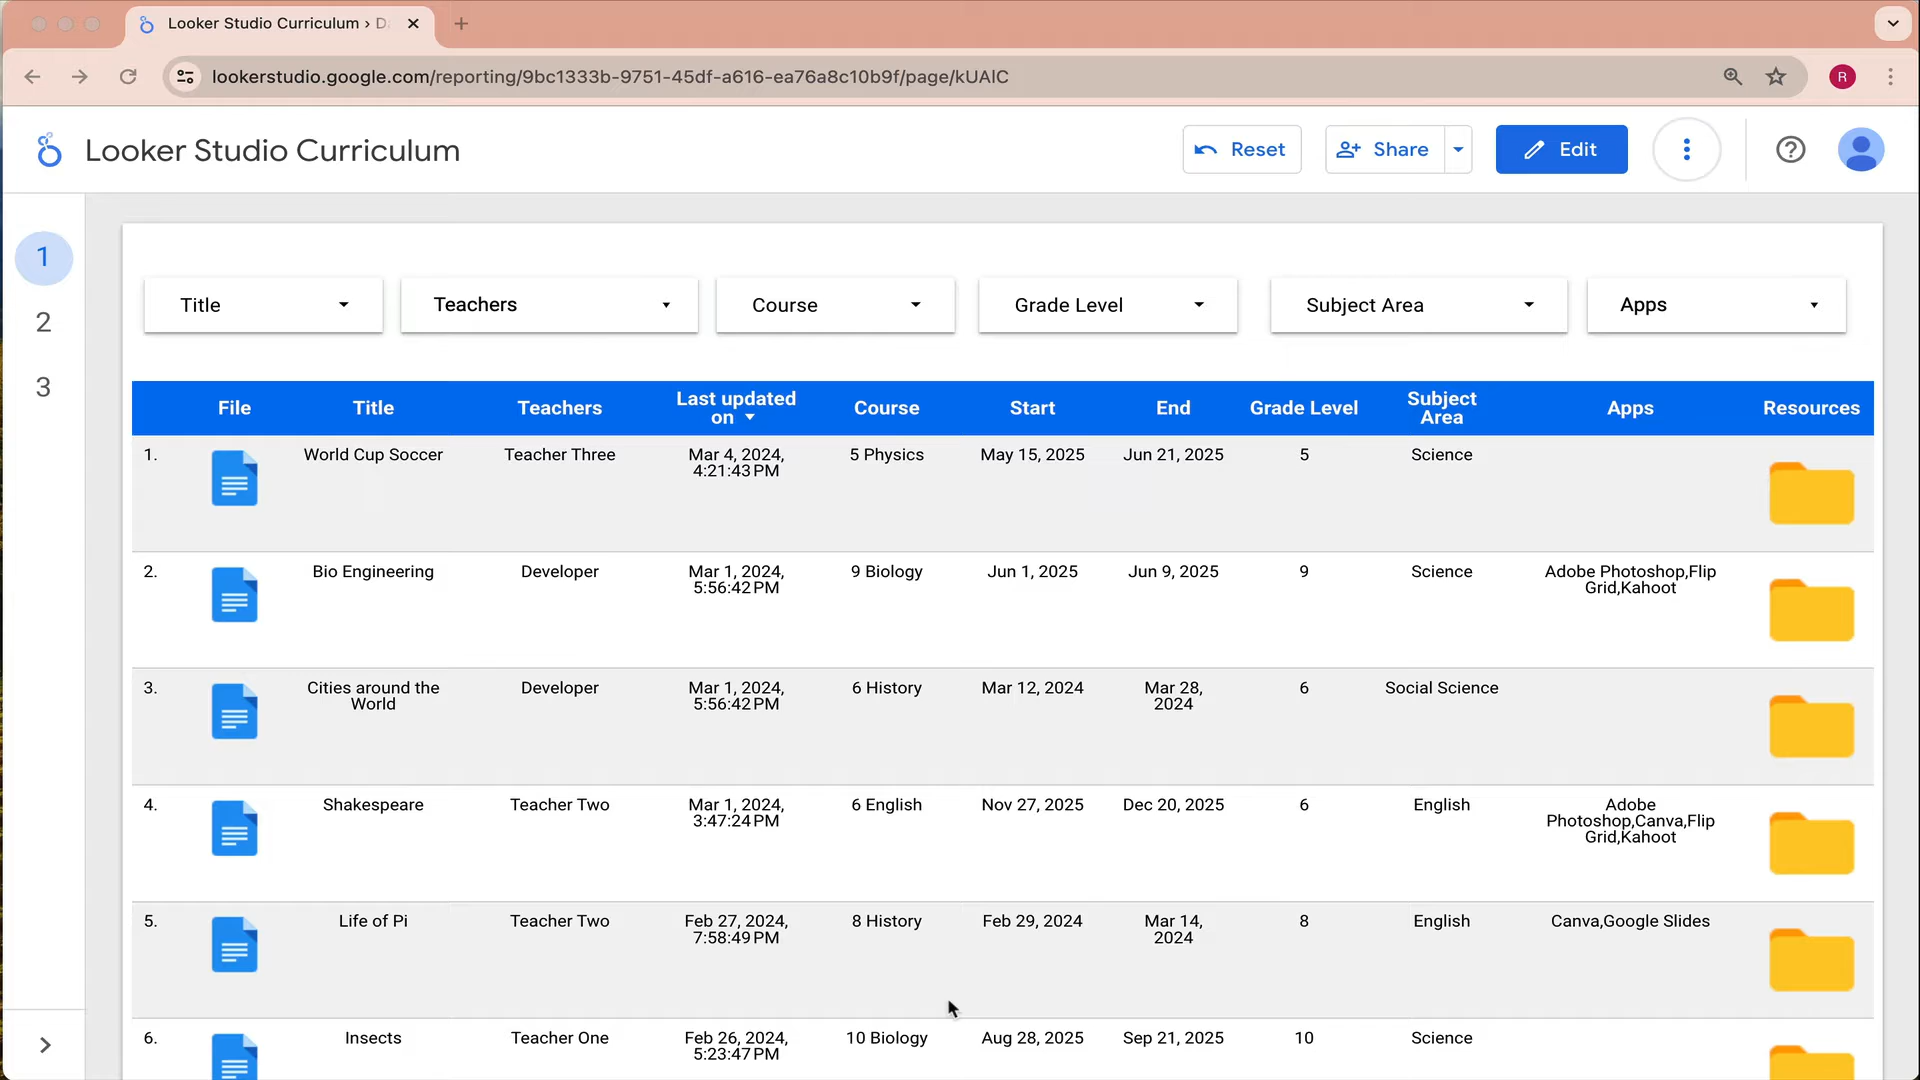 Looker Studio Curriculum › D
lookerstudio.google.com/reporting/9bc1333b-9751-45df-a616-ea76a8c10b9f/page/kUAlC
R
Looker Studio Curriculum
Reset
Share
Edit
1
2
3
Title
Teachers
Course
Grade Level
Subject Area
Apps
File
Title
Teachers
Last updated
on
Course
Start
End
Grade Level
Subject
Area
Apps
Resources
1.
World Cup Soccer
Teacher Three
Mar 4, 2024,
4:21:43 PM
5 Physics
May 15, 2025
Jun 21, 2025
5
Science
2.
Bio Engineering
Developer
Mar 1, 2024,
5:56:42 PM
9 Biology
Jun 1, 2025
Jun 9, 2025
9
Science
Adobe Photoshop,Flip
Grid,Kahoot
3.
Cities around the
World
Developer
Mar 1, 2024,
5:56:42 PM
6 History
Mar 12, 2024
Mar 28,
2024
6
Social Science
4.
Shakespeare
Teacher Two
Mar 1, 2024,
3:47:24 PM
6 English
Nov 27, 2025
Dec 20, 2025
6
English
Adobe
Photoshop,Canva,Flip
Grid,Kahoot
5.
Life of Pi
Teacher Two
Feb 27, 2024,
7:58:49 PM
8 History
Feb 29, 2024
Mar 14,
2024
8
English
Canva,Google Slides
6.
Insects
Teacher One
Feb 26, 2024,
5:23:47 PM
10 Biology
Aug 28, 2025
Sep 21, 2025
10
Science